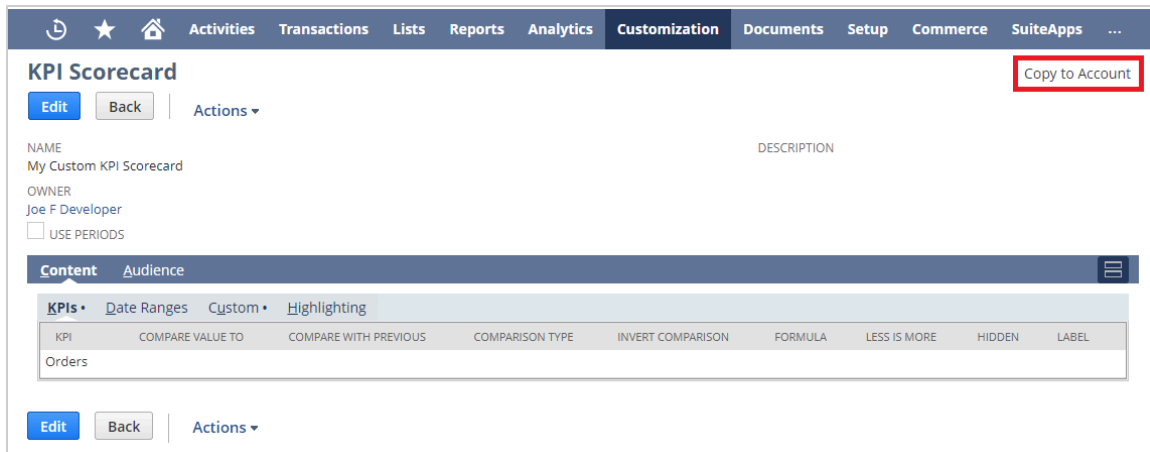 Activities Transactions Lists Reports Analytics Customization Documents Setup Commerce SuiteApps ...
KPI Scorecard
Copy to Account
Edit Back Actions
NAME
My Custom KPI Scorecard
DESCRIPTION
OWNER
Joe F Developer
USE PERIODS
Content Audience
KPIs • Date Ranges Custom • Highlighting
KPI COMPARE VALUE TO COMPARE WITH PREVIOUS COMPARISON TYPE INVERT COMPARISON FORMULA LESS IS MORE HIDDEN LABEL
Orders
Edit Back Actions